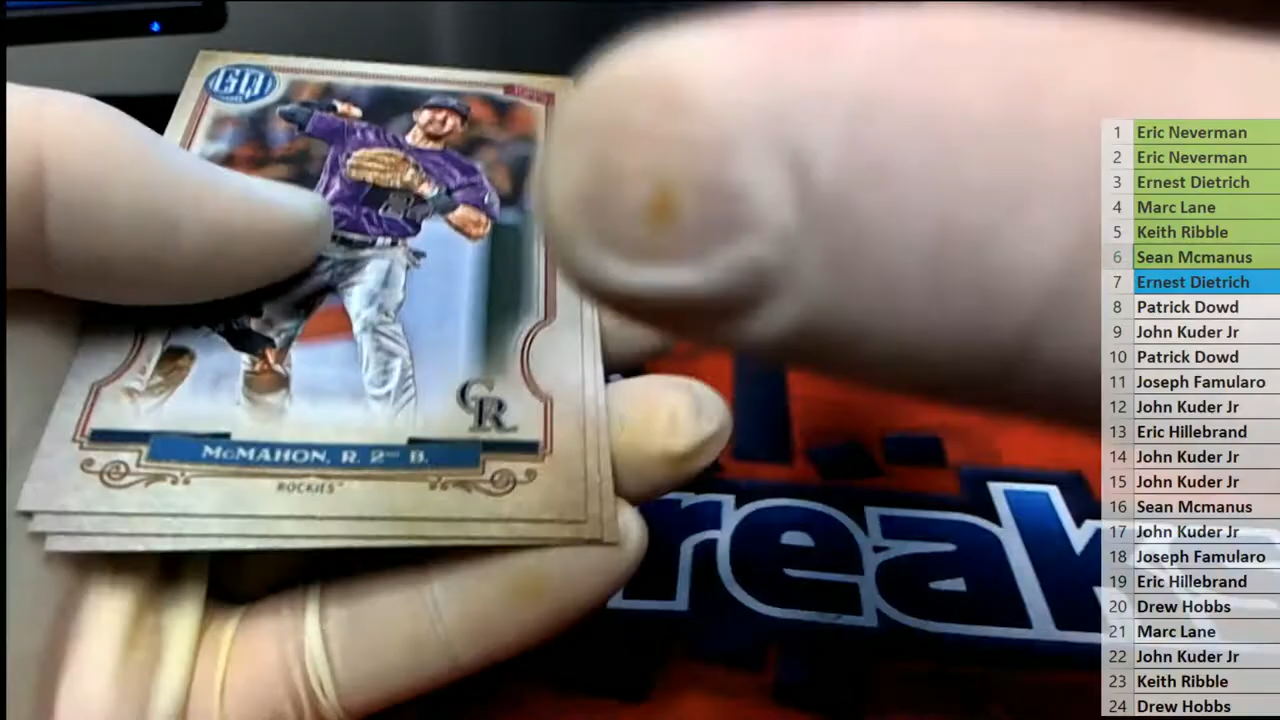 GQ
McMAHON, R. 2ND B.
ROCKIES
CR
reak
1 Eric Neverman
2 Eric Neverman
3 Ernest Dietrich
4 Marc Lane
5 Keith Ribble
6 Sean Mcmanus
7 Ernest Dietrich
8 Patrick Dowd
9 John Kuder Jr
10 Patrick Dowd
11 Joseph Famularo
12 John Kuder Jr
13 Eric Hillebrand
14 John Kuder Jr
15 John Kuder Jr
16 Sean Mcmanus
17 John Kuder Jr
18 Joseph Famularo
19 Eric Hillebrand
20 Drew Hobbs
21 Marc Lane
22 John Kuder Jr
23 Keith Ribble
24 Drew Hobbs